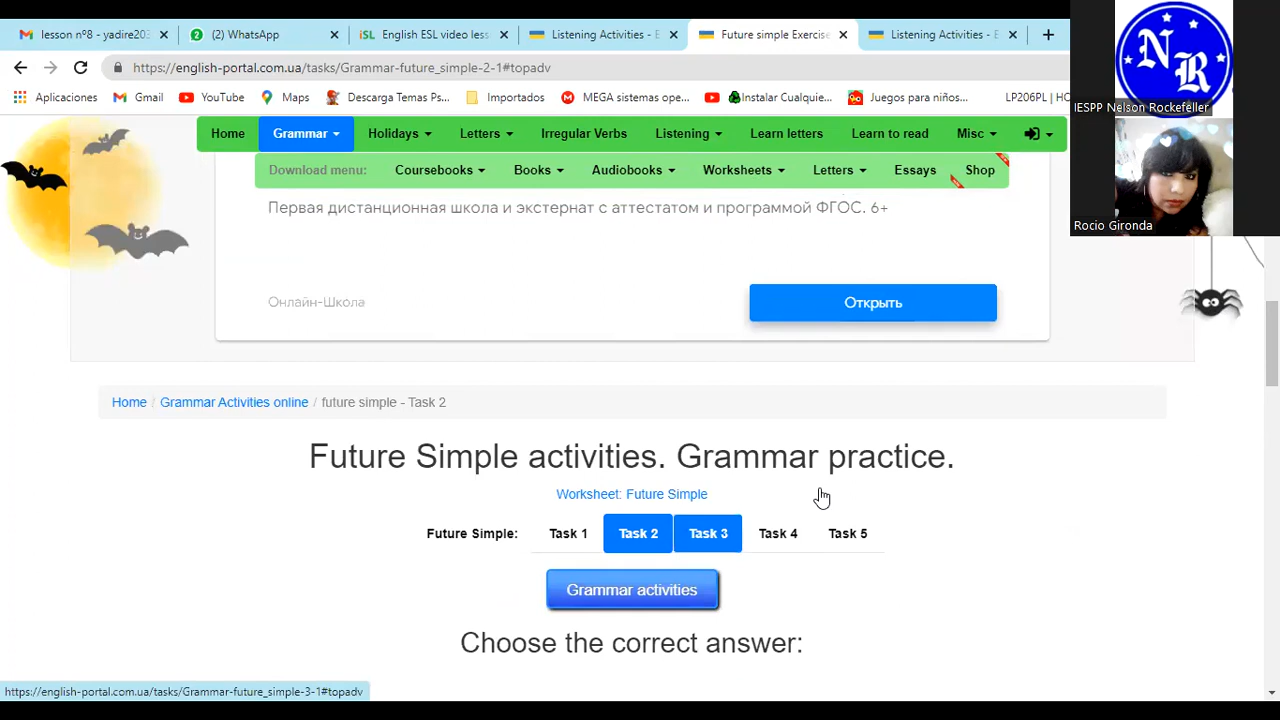 lesson nº8 - yadire203
2
(2) WhatsApp
iSL
English ESL video less
Listening Activities - E
Future simple Exercise
Listening Activities - E
https://english-portal.com.ua/tasks/Grammar-future_simple-2-1#topadv
Aplicaciones
Gmail
YouTube
Maps
Descarga Temas Ps...
Importados
MEGA sistemas ope...
Instalar Cualquie...
Juegos para niños...
LP206PL | HO
N R
IESPP Nelson Rockefeller
Rocio Gironda
Home
Grammar
Holidays
Letters
Irregular Verbs
Listening
Learn letters
Learn to read
Misc
Download menu:
Coursebooks
Books
Audiobooks
Worksheets
Letters
Essays
Shop
Первая дистанционная школа и экстернат с аттестатом и программой ФГОС. 6+
Онлайн-Школа
Открыть
Home / Grammar Activities online / future simple - Task 2
Future Simple activities. Grammar practice.
Worksheet: Future Simple
Future Simple:
Task 1
Task 2
Task 3
Task 4
Task 5
Grammar activities
Choose the correct answer:
https://english-portal.com.ua/tasks/Grammar-future_simple-3-1#topadv